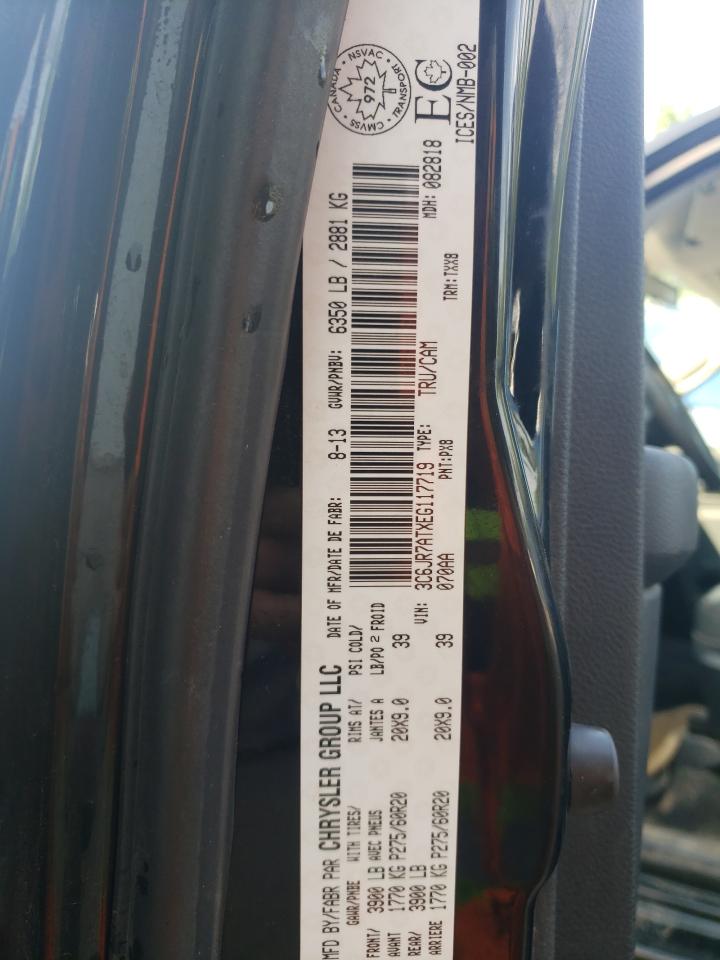 MFD BY/FABR PAR CHRYSLER GROUP LLC
DATE OF MFR/DATE DE FABR: 8-13 GVWR/PNBV: 6350 LB / 2881 KG
GAWR/PNBE WITH TIRES/ RIMS AT/ PSI COLD/
FRONT/ 3900 LB AVEC PNEUS JANTES A LB/PO 2 FROID
AVANT 1770 KG P275/60R20 20X9.0 39
REAR/ 3900 LB
ARRIERE 1770 KG P275/60R20 20X9.0 39
VIN: 3C6JR7ATXEG117719 TYPE: TRU/CAM MDH: 082818
070AA PNT:PX8 TRM:TXX8
CANADA • NSVAC • TRANSPORT • CMVSS
972
EC
ICES/NMB-002